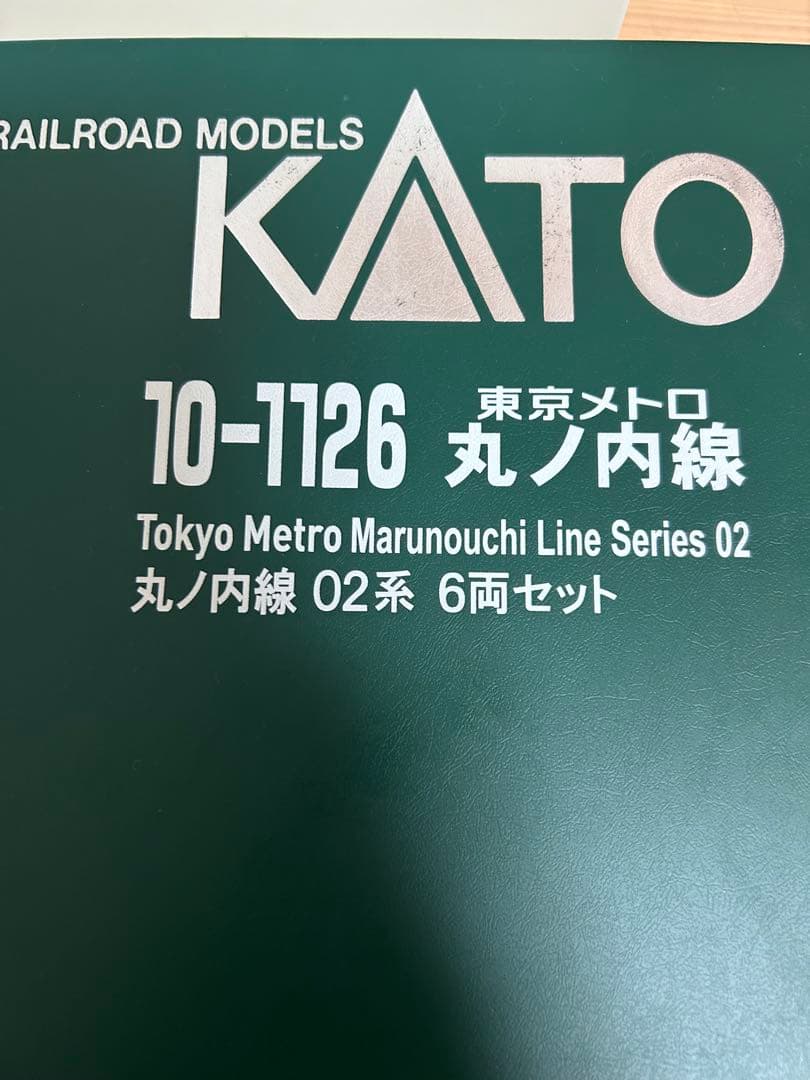 RAILROAD MODELS
KATO
10-1126 東京メトロ
丸ノ内線
Tokyo Metro Marunouchi Line Series 02
丸ノ内線 02系 6両セット